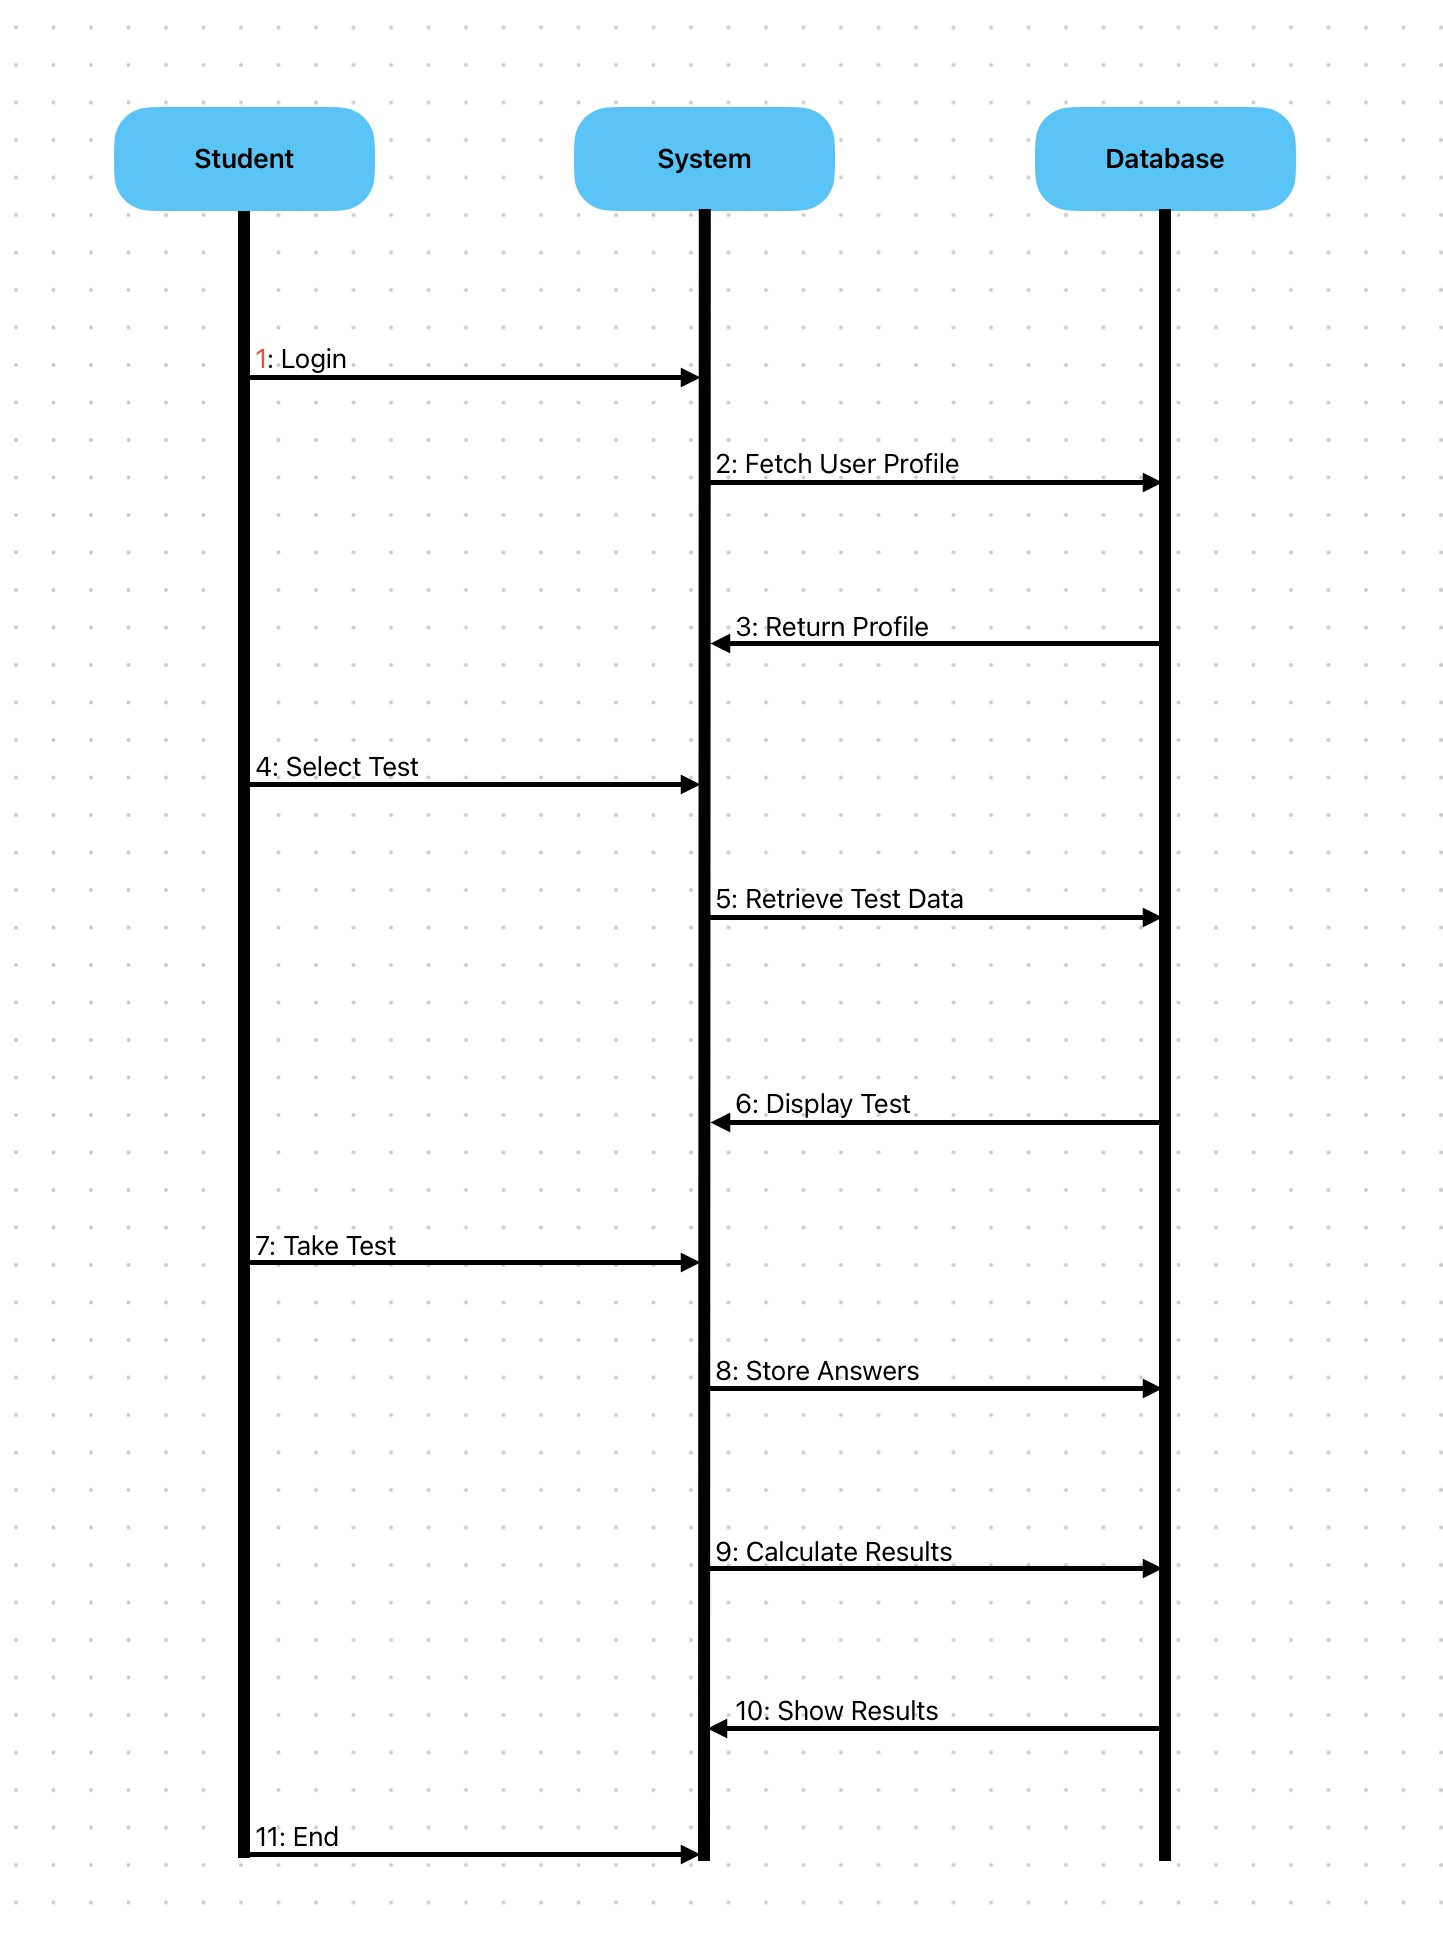 Student
System
Database
1: Login
2: Fetch User Profile
3: Return Profile
4: Select Test
5: Retrieve Test Data
6: Display Test
7: Take Test
8: Store Answers
9: Calculate Results
10: Show Results
11: End